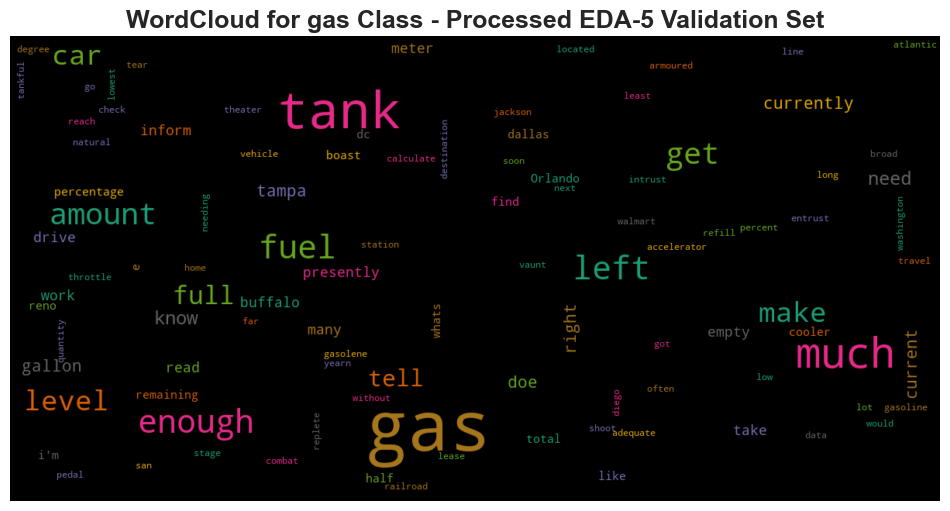 WordCloud for gas Class - Processed EDA-5 Validation Set
degree
car
meter
located
line
atlantic
tear
armoured
tankful
go
lowest
least
currently
tank
check
theater
jackson
reach
inform
dc
dallas
natural
destination
get
vehicle
boast
calculate
soon
broad
percentage
tampa
Orlando
next
intrust
long
need
amount
needing
find
walmart
entrust
washington
drive
fuel
station
refill
percent
accelerator
e
home
presently
vaunt
left
travel
throttle
work
full
buffalo
reno
know
far
many
whats
right
make
cooler
empty
quantity
gasolene
yearn
got
much
current
gallon
read
tell
doe
low
level
remaining
without
diego
often
lot
gasoline
enough
gas
replete
total
shoot
adequate
take
data
would
i'm
stage
san
combat
lease
pedal
half
railroad
like